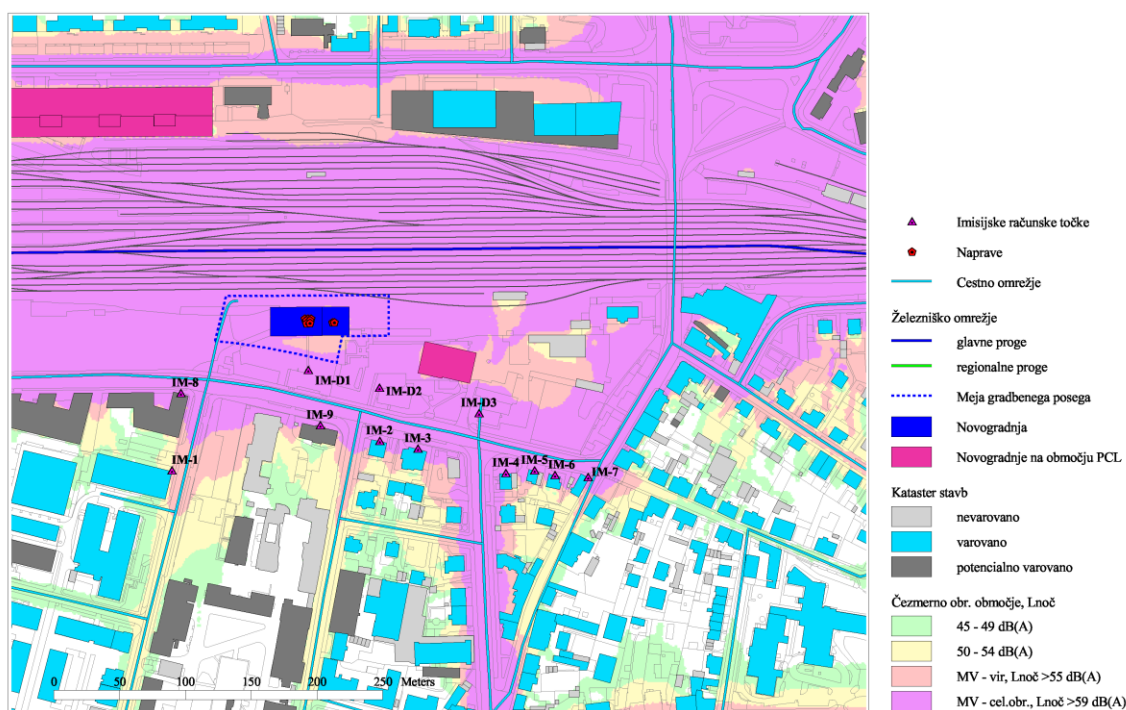 IM-8
IM-D1
IM-D2
IM-D3
IM-9
IM-2
IM-3
IM-1
IM-4
IM-5
IM-6
IM-7
0 50 100 150 200 250 Meters
Imisijske računske točke
Naprave
Cestno omrežje
Železniško omrežje
glavne proge
regionalne proge
Meja gradbenega posega
Novogradnja
Novogradnje na območju PCL
Kataster stavb
nevarovano
varovano
potencialno varovano
Čezmerno obr. območje, Lnoč
45 - 49 dB(A)
50 - 54 dB(A)
MV - vir, Lnoč >55 dB(A)
MV - cel.obr., Lnoč >59 dB(A)